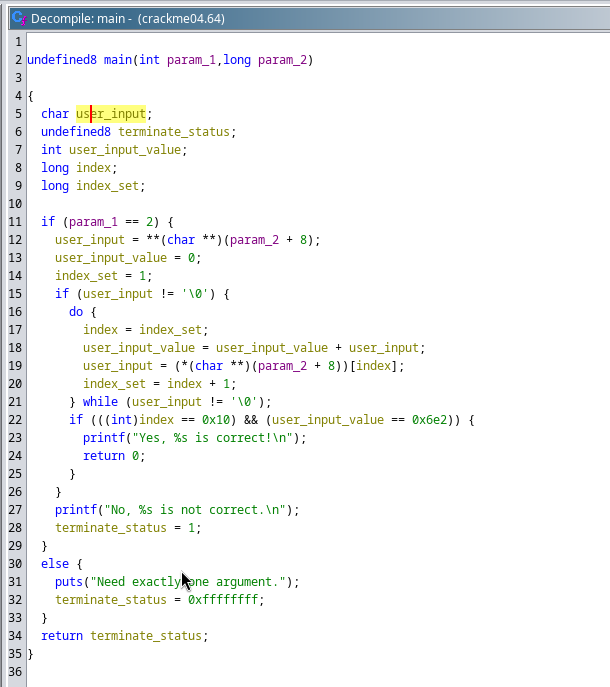 Decompile: main - (crackme04.64)
1
2 undefined8 main(int param_1,long param_2)
3
4 {
5 char user_input;
6 undefined8 terminate_status;
7 int user_input_value;
8 long index;
9 long index_set;
10
11 if (param_1 == 2) {
12 user_input = **(char **)(param_2 + 8);
13 user_input_value = 0;
14 index_set = 1;
15 if (user_input != '\0') {
16 do {
17 index = index_set;
18 user_input_value = user_input_value + user_input;
19 user_input = (*(char **)(param_2 + 8))[index];
20 index_set = index + 1;
21 } while (user_input != '\0');
22 if (((int)index == 0x10) && (user_input_value == 0x6e2)) {
23 printf("Yes, %s is correct!\n");
24 return 0;
25 }
26 }
27 printf("No, %s is not correct.\n");
28 terminate_status = 1;
29 }
30 else {
31 puts("Need exactly one argument.");
32 terminate_status = 0xffffffff;
33 }
34 return terminate_status;
35 }
36